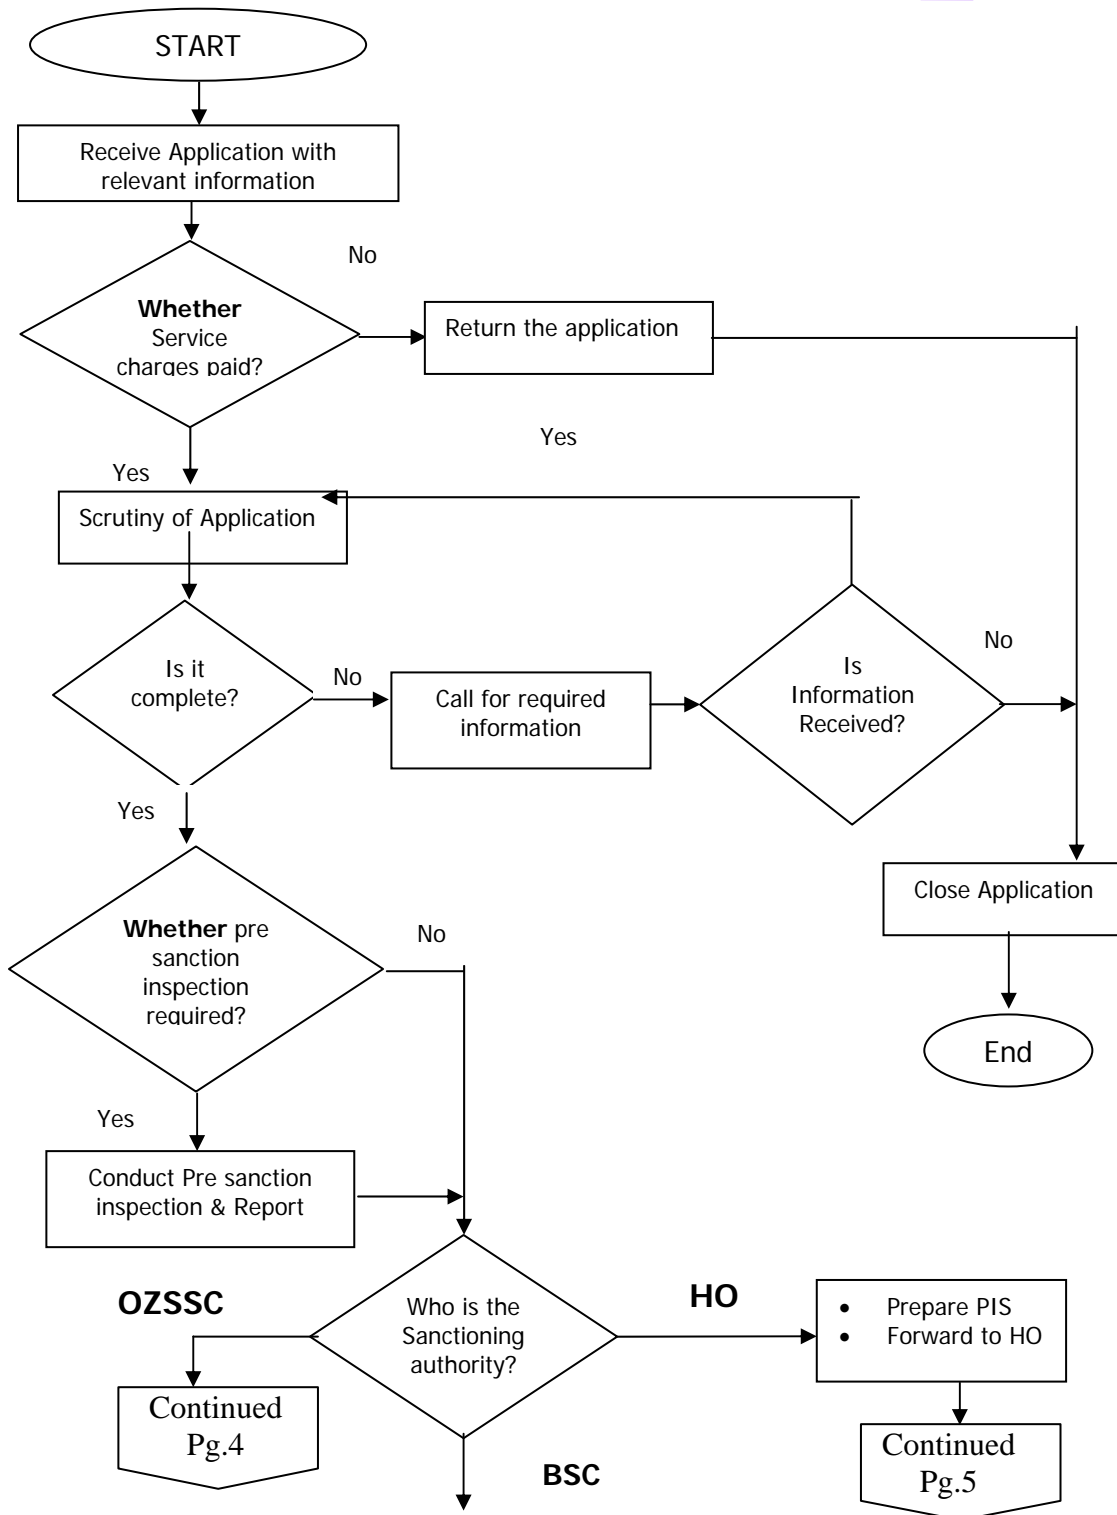 START
Receive Application with
relevant information
No
Whether
Service
charges paid?
Return the application
Yes
Yes
Scrutiny of Application
Is it
complete?
No
Call for required
information
Is
Information
Received?
No
Yes
Close Application
Whether pre
sanction
inspection
required?
No
End
Yes
Conduct Pre sanction
inspection & Report
OZSSC
Who is the
Sanctioning
authority?
HO
• Prepare PIS
• Forward to HO
Continued
Pg.4
BSC
Continued
Pg.5